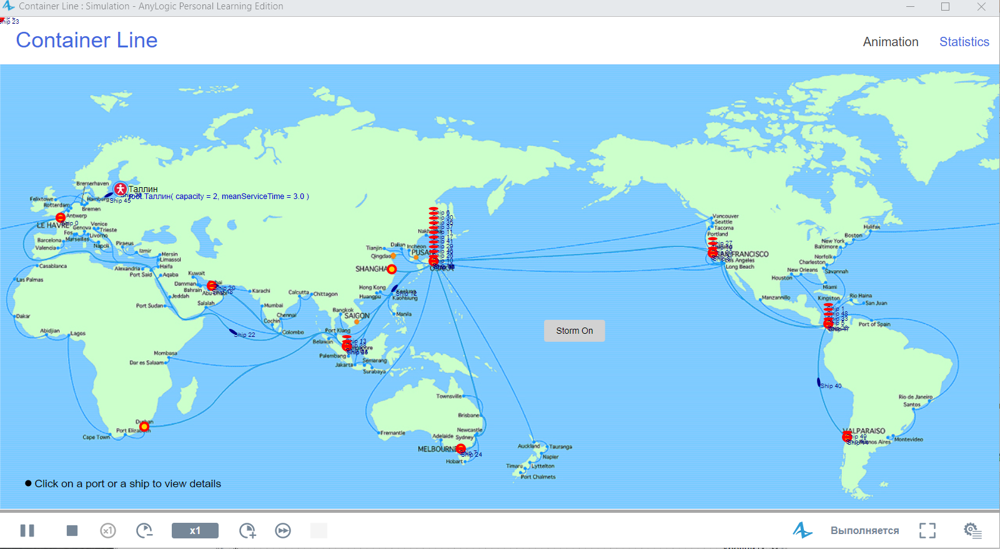 Container Line : Simulation - AnyLogic Personal Learning Edition
Ship 23
Container Line
Animation
Statistics
Bremerhaven
Таллин
root.Таллин( capacity = 2, meanServiceTime = 3.0 )
Felixtowe
Hamburg
Ship 45
Rotterdam
Bremen
Antwerp
LE HAVRE
Ship 0
Genova
Venice
Trieste
Fos
Livorno
Barcelona
Marseilles
Valencia
Napoli
Piraeus
Izmir
Mersin
Limassol
Haifa
Casablanca
Alexandria
Port Said
Aqaba
Las Palmas
Kuwait
Damman
Bahrain
Abu Dhabi
Ship 20
Ship 18
Karachi
Jeddah
Salalah
Port Sudan
Calcutta
Chittagon
Mumbai
Chennai
Cochin
Colombo
Dakar
Abidjian
Lagos
Ship 22
Mombasa
Dar es Salaam
Durban
Port Elizabeth
Cape Town
Ship 6
Ship 30
Ship 35
Ship 37
Ship 11
Ship 17
Ship 41
Ship 29
Ship 46
Ship 26
Ship 10
Dalian
Incheon
Tianjin
Qingdao
PUSAN
OSAKA
SHANGHAI
Hong Kong
Huangpu
Keelung
Ship 12
Kaohsiung
Bangkok
Manila
SAIGON
Port Klang
Belawan
Ship 13
Ship 38
Palembang
Jakarta
Semarang
Surabaya
Storm On
Townsville
Brisbane
Fremantle
Adelaide
Newcastle
Sydney
MELBOURNE
Ship 7
Ship 24
Hobart
Auckland
Tauranga
Napier
Timaru
Lyttelton
Port Chalmets
Vancouver
Seattle
Tacoma
Portland
Ship 27
SAN FRANCISCO
Los Angeles
Long Beach
Halifax
Boston
New York
Baltimore
Norfolk
Charleston
Savannah
New Orleans
Houston
Miami
Manzanillo
Kingston
Rio Haina
San Juan
Ship 1
Ship 48
Ship 33
Ship 5
Port of Spain
Ship 40
Rio de Janeiro
Santos
VALPARAISO
Ship 49
Buenos Aires
Montevideo
Click on a port or a ship to view details
x1
x1
Выполняется